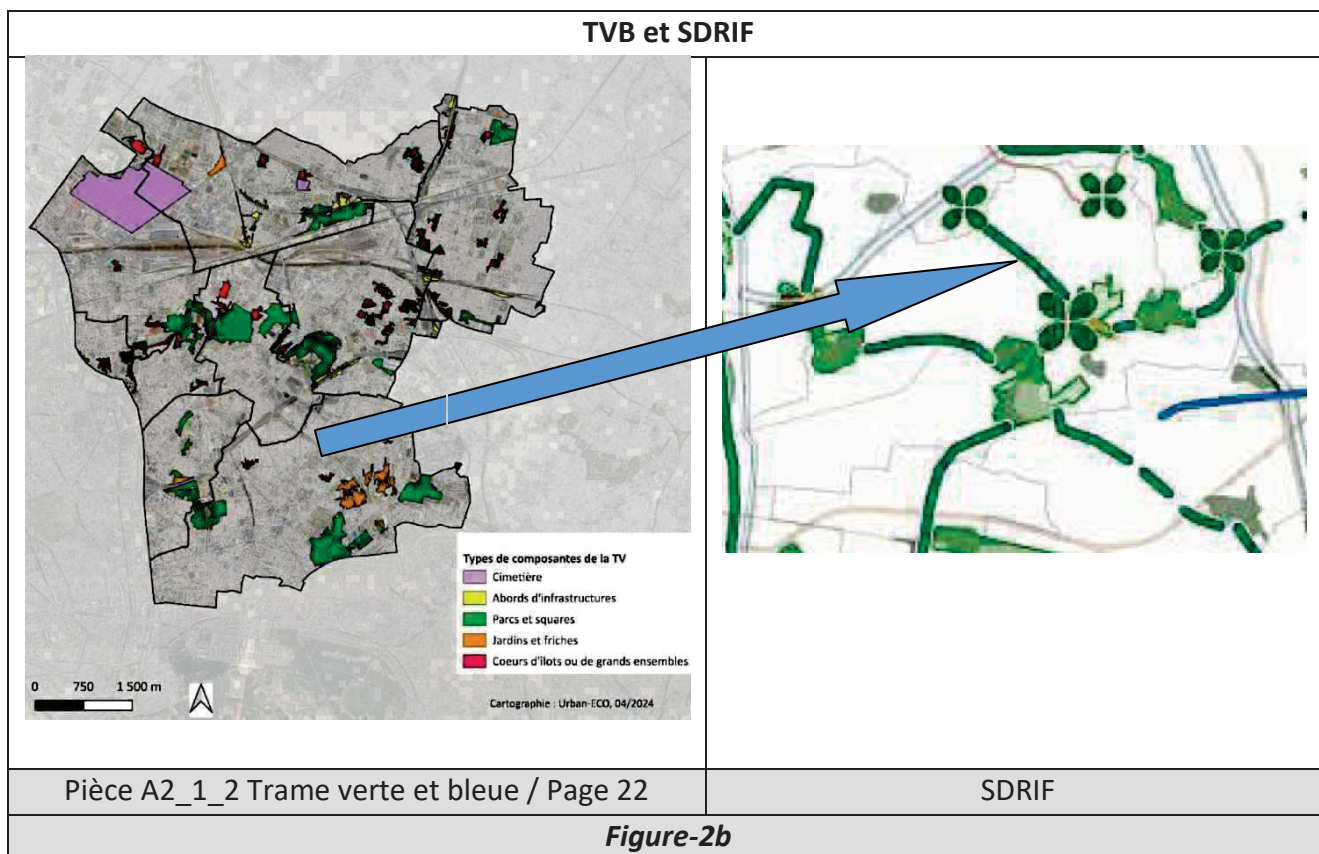 TVB et SDRIF
Types de composantes de la TV
Cimetière
Abords d'infrastructures
Parcs et squares
Jardins et friches
Coeurs d'îlots ou de grands ensembles
0 750 1 500 m
Cartographie : Urban-ECO, 04/2024
Pièce A2_1_2 Trame verte et bleue / Page 22
SDRIF
Figure-2b